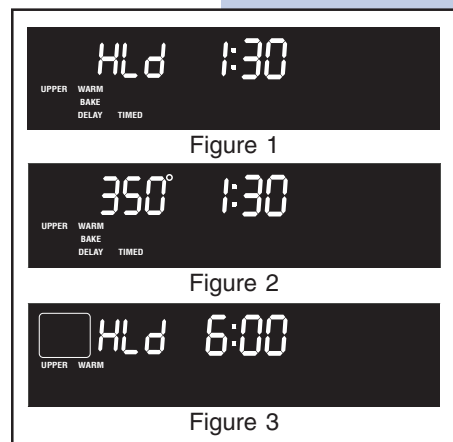 HLd 1:30
UPPER WARM
BAKE
DELAY TIMED
Figure 1
350° 1:30
UPPER WARM
BAKE
DELAY TIMED
Figure 2
HLd 6:00
UPPER WARM
Figure 3